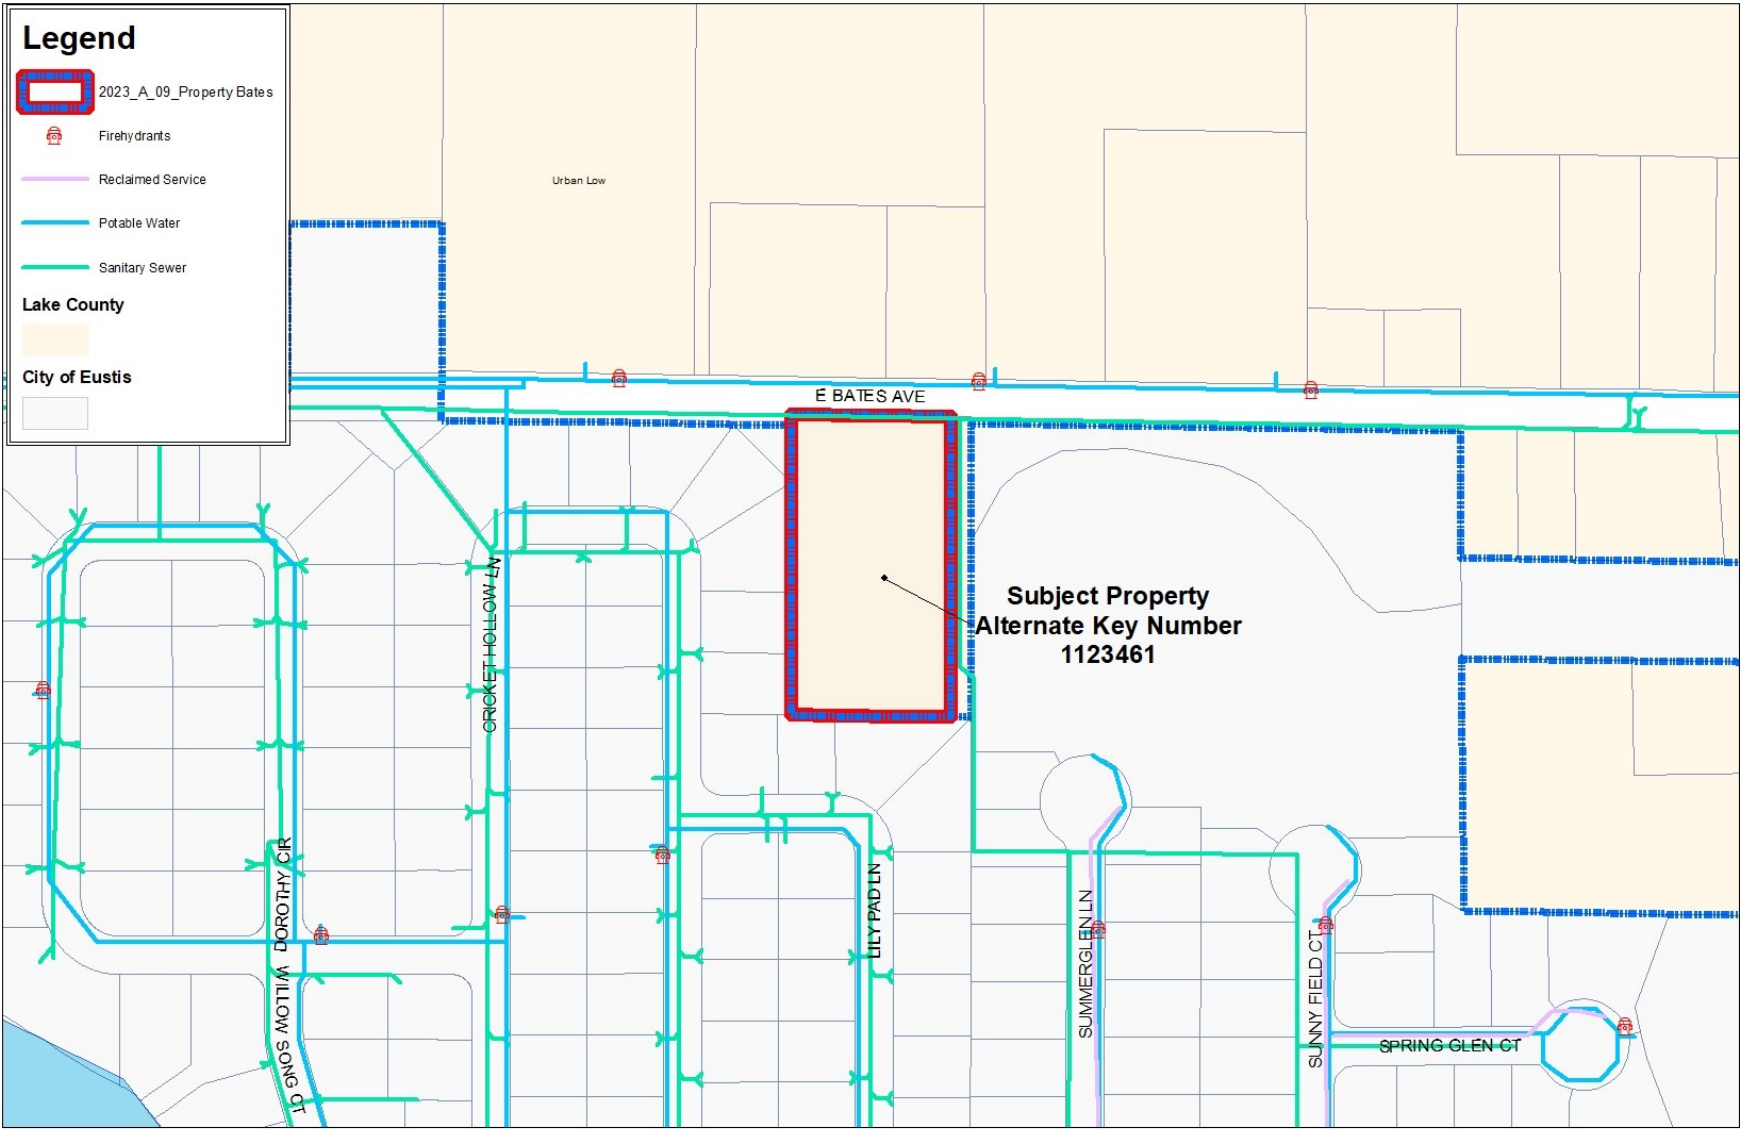 Legend
2023_A_09_Property Bates
Firehydrants
Reclaimed Service
Potable Water
Sanitary Sewer
Lake County
City of Eustis
Urban Low
E BATES AVE
Subject Property
Alternate Key Number
1123461
CRICKET HOLLOW LN
DOROTHY CIR
WILLOW SONG CT
LILY PAD LN
SUMMERGLEN LN
SUNNY FIELD CT
SPRING GLEN CT